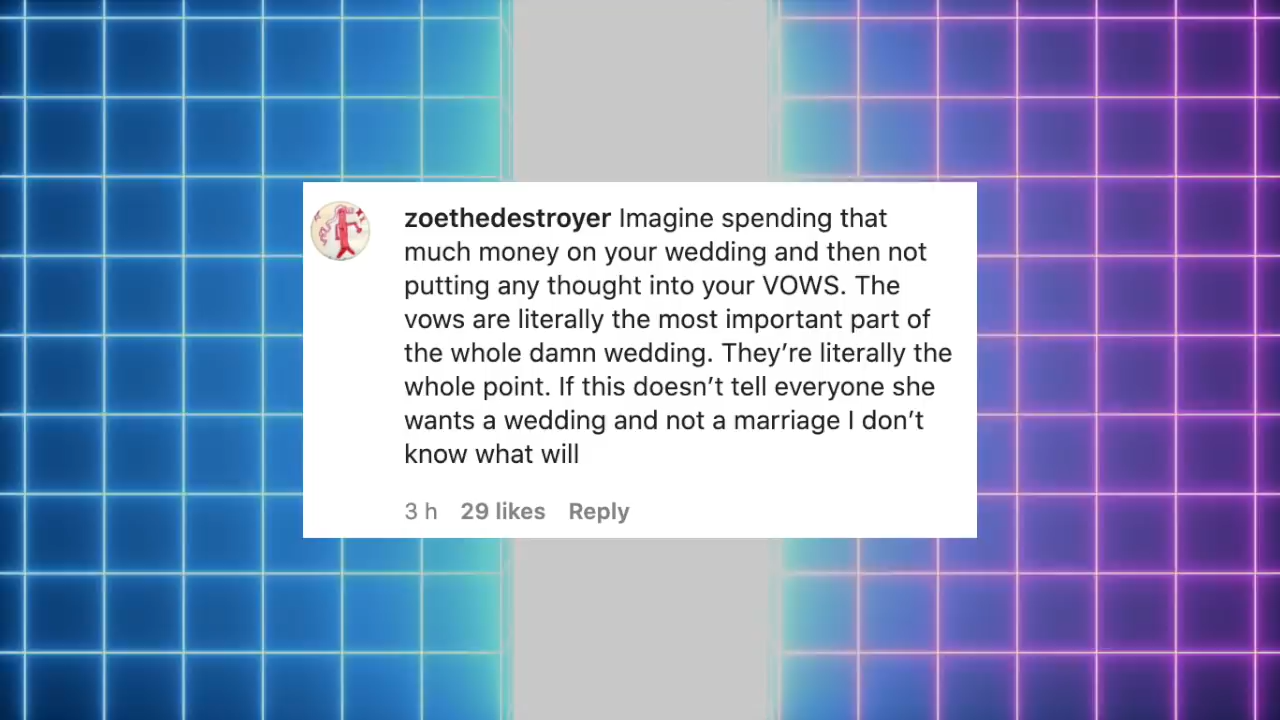 zoethedestroyer Imagine spending that
much money on your wedding and then not
putting any thought into your VOWS. The
vows are literally the most important part of
the whole damn wedding. They’re literally the
whole point. If this doesn’t tell everyone she
wants a wedding and not a marriage I don’t
know what will
3 h 29 likes Reply